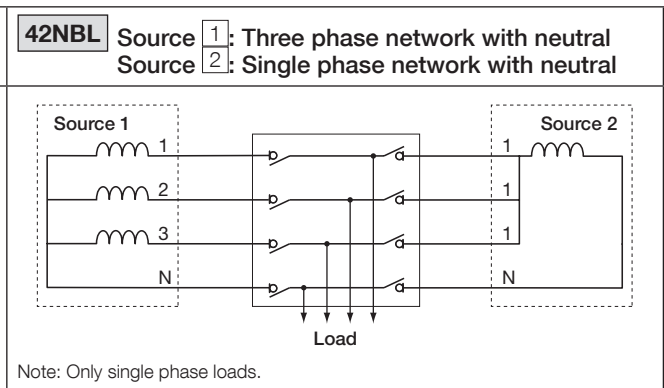 42NBL Source 1: Three phase network with neutral
Source 2: Single phase network with neutral
Source 1
Source 2
1
1
2
1
3
1
N
N
Load
Note: Only single phase loads.